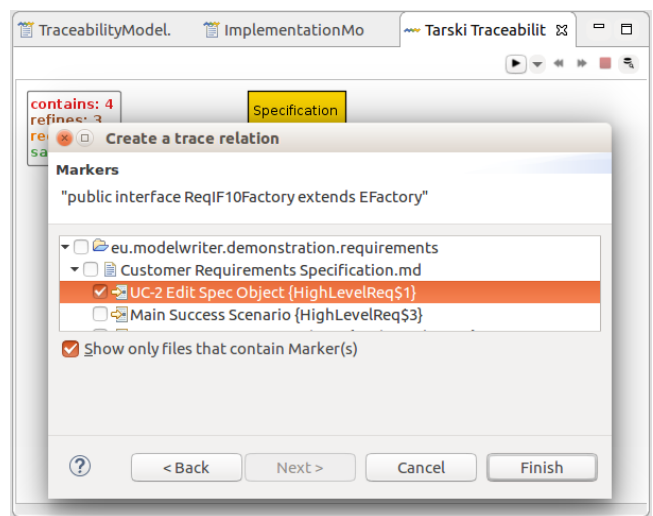 TraceabilityModel. ImplementationMo Tarski Traceabilit
contains: 4
Specification
refines: 3
re
Create a trace relation
sa
Markers
"public interface ReqIF10Factory extends EFactory"
eu.modelwriter.demonstration.requirements
Customer Requirements Specification.md
UC-2 Edit Spec Object {HighLevelReq$1}
Main Success Scenario {HighLevelReq$3}
Show only files that contain Marker(s)
? < Back Next > Cancel Finish